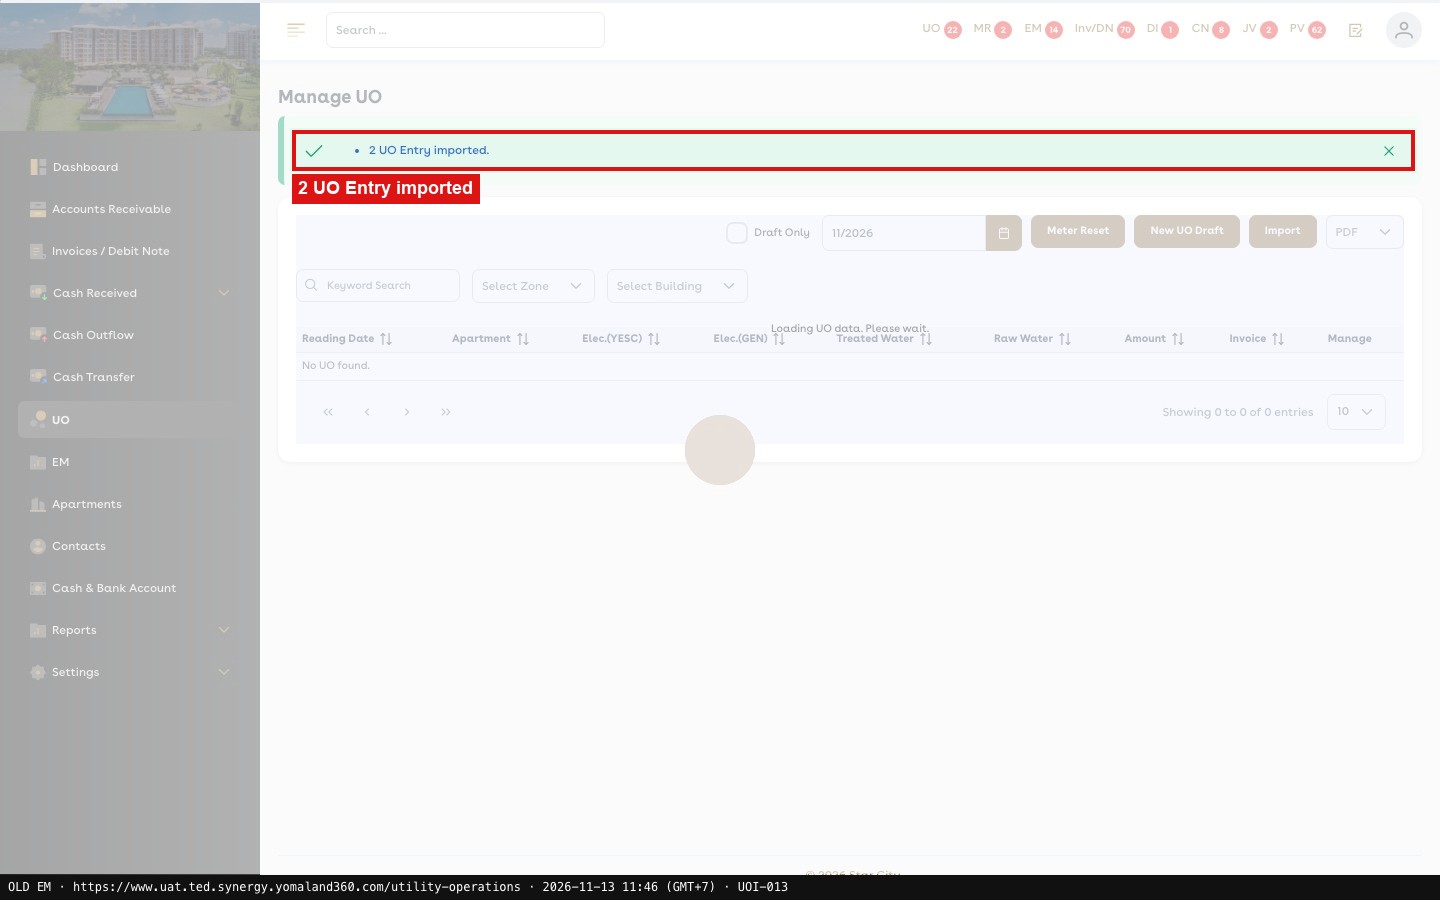 Search ...
UO 22 MR 2 EM 14 Inv/DN 70 DI 1 CN 8 JV 2 PV 62
Dashboard
Accounts Receivable
Invoices / Debit Note
Cash Received
Cash Outflow
Cash Transfer
UO
EM
Apartments
Contacts
Cash & Bank Account
Reports
Settings
Manage UO
2 UO Entry imported.
2 UO Entry imported
Draft Only 11/2026 Meter Reset New UO Draft Import PDF
Keyword Search Select Zone Select Building
Loading UO data. Please wait.
Reading Date Apartment Elec.(YESC) Elec.(GEN) Treated Water Raw Water Amount Invoice Manage
No UO found.
« ‹ › » Showing 0 to 0 of 0 entries 10
© 2026 Star City
OLD EM · https://www.uat.ted.synergy.yomaland360.com/utility-operations · 2026-11-13 11:46 (GMT+7) · UOI-013